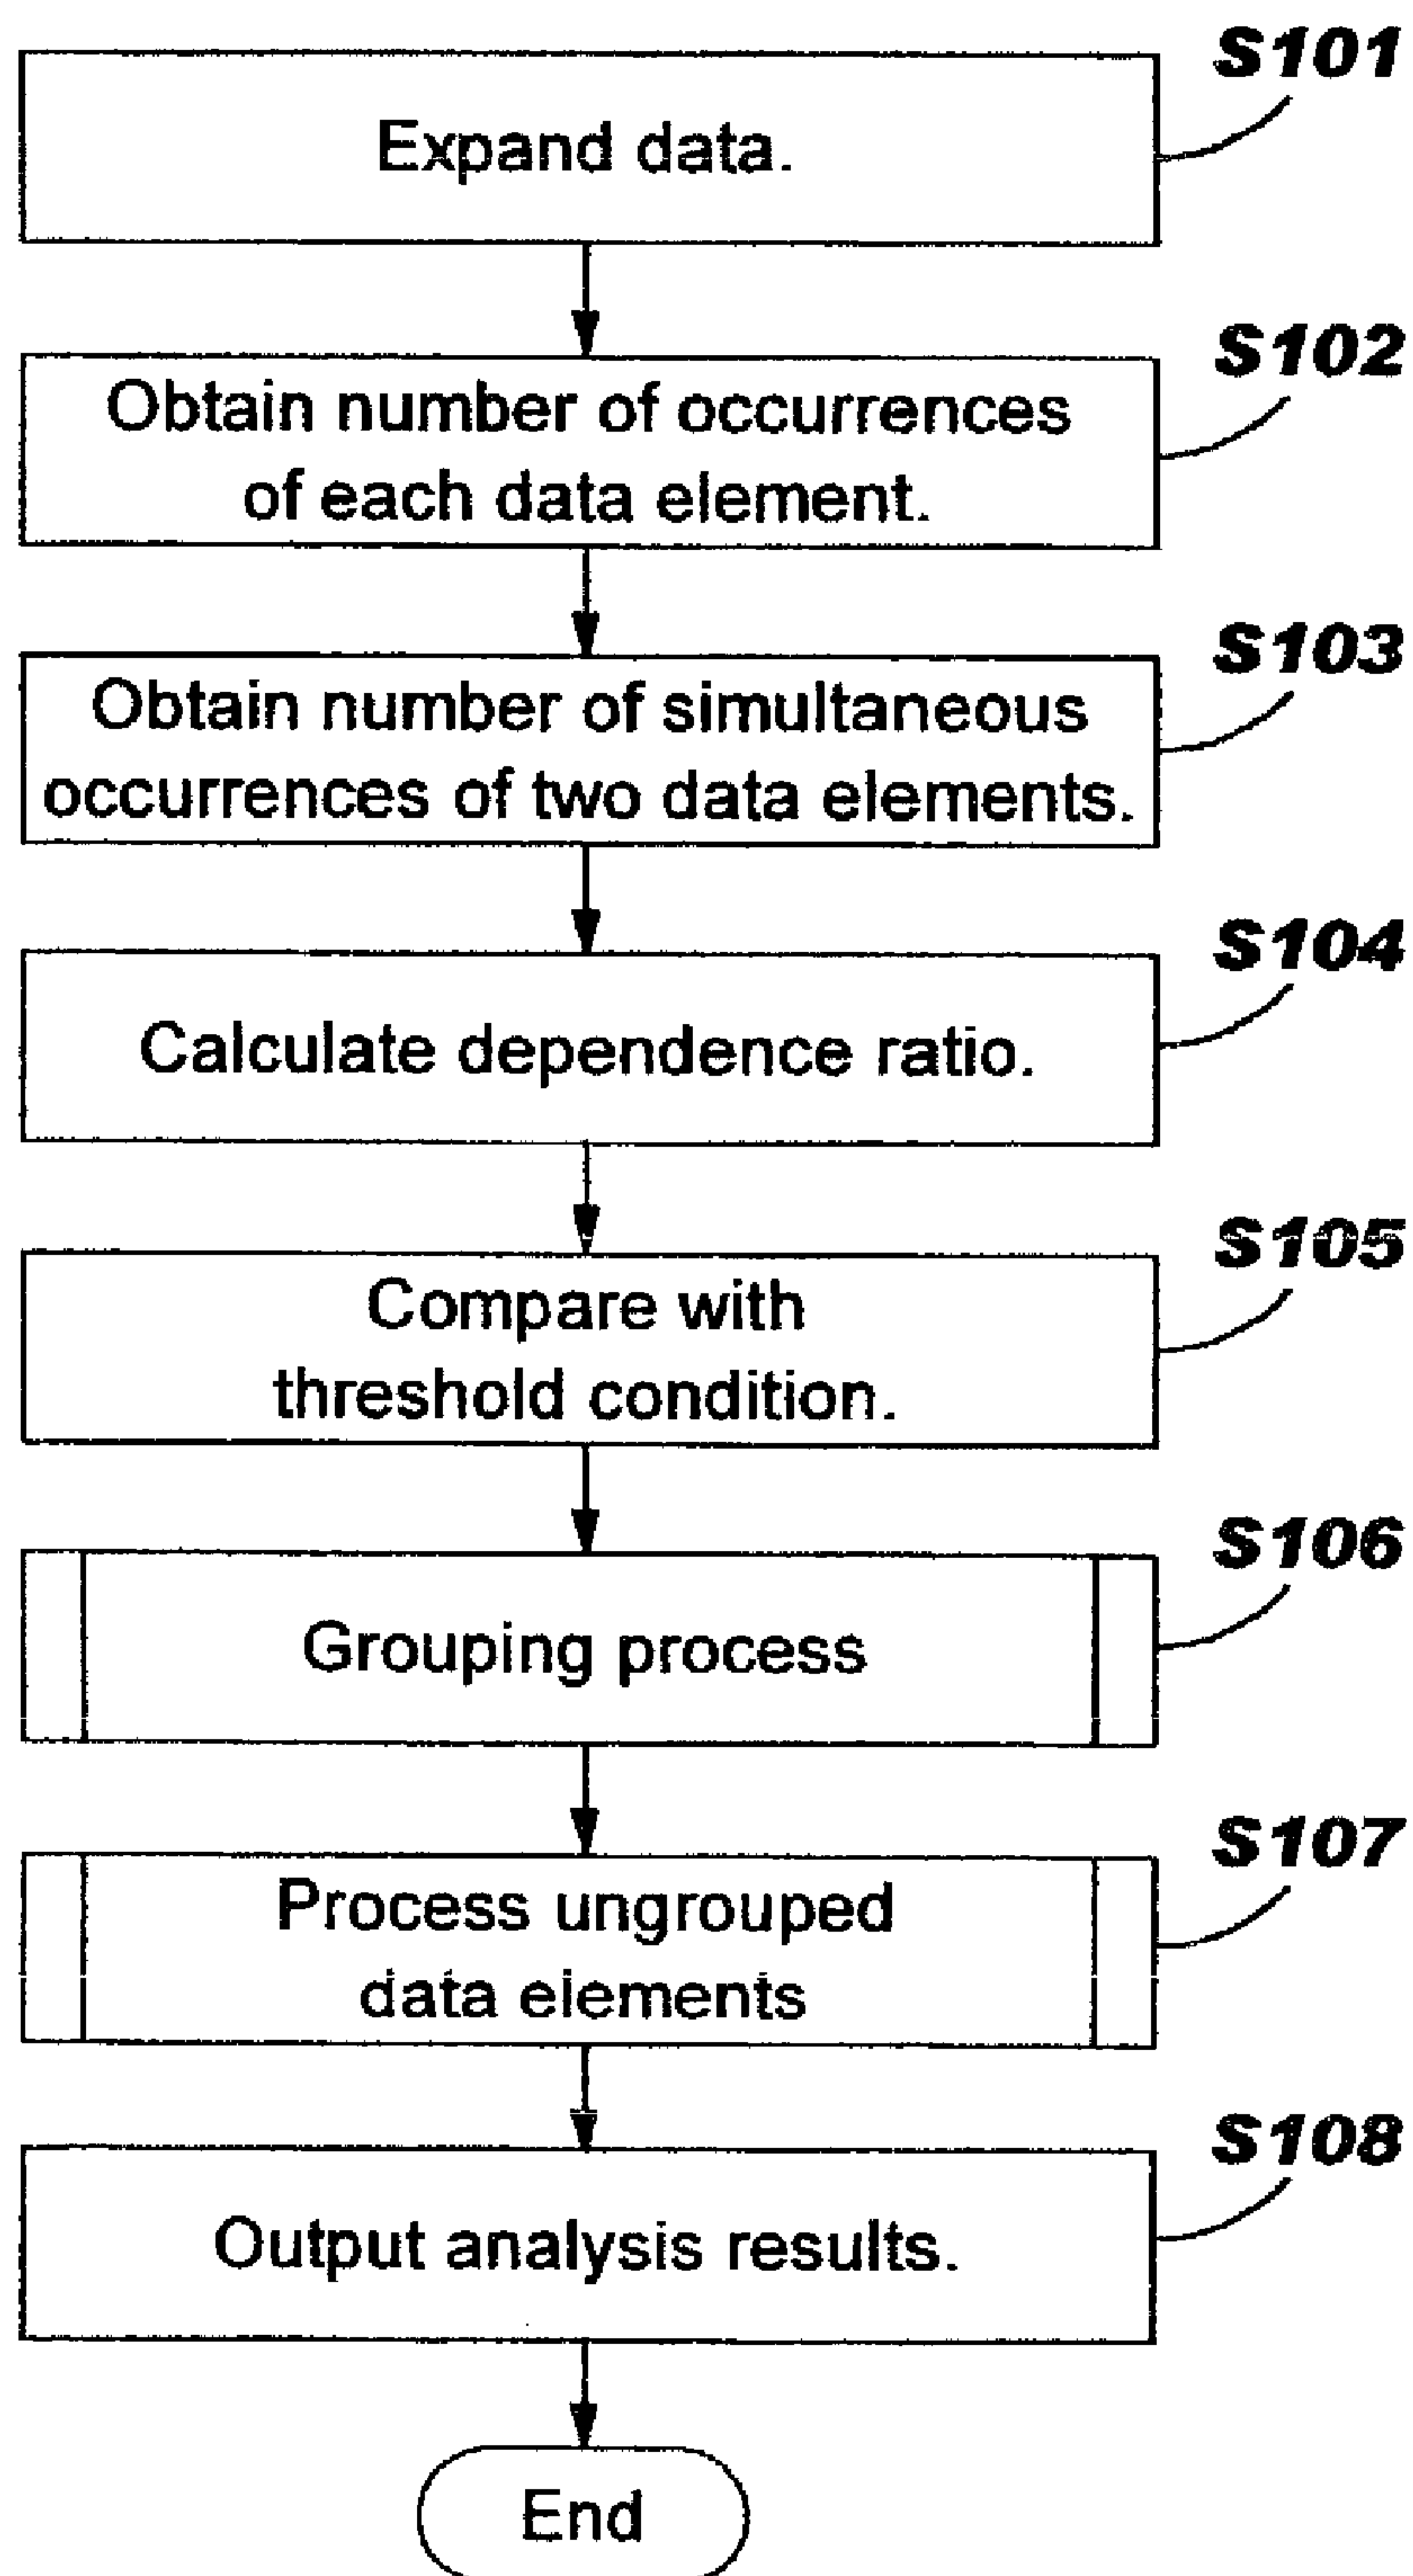 S101
Expand data.
S102
Obtain number of occurrences
of each data element.
S103
Obtain number of simultaneous
occurrences of two data elements.
S104
Calculate dependence ratio.
S105
Compare with
threshold condition.
S106
Grouping process
S107
Process ungrouped
data elements
S108
Output analysis results.
End